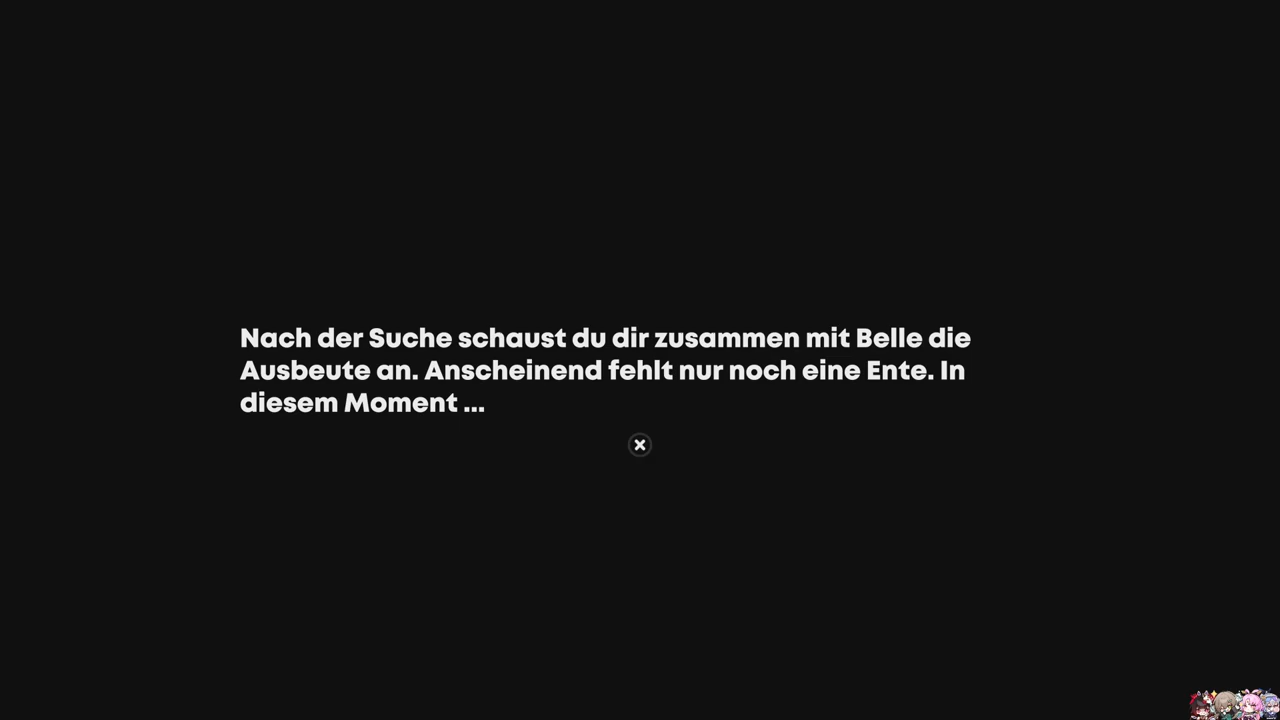 Nach der Suche schaust du dir zusammen mit Belle die
Ausbeute an. Anscheinend fehlt nur noch eine Ente. In
diesem Moment ...